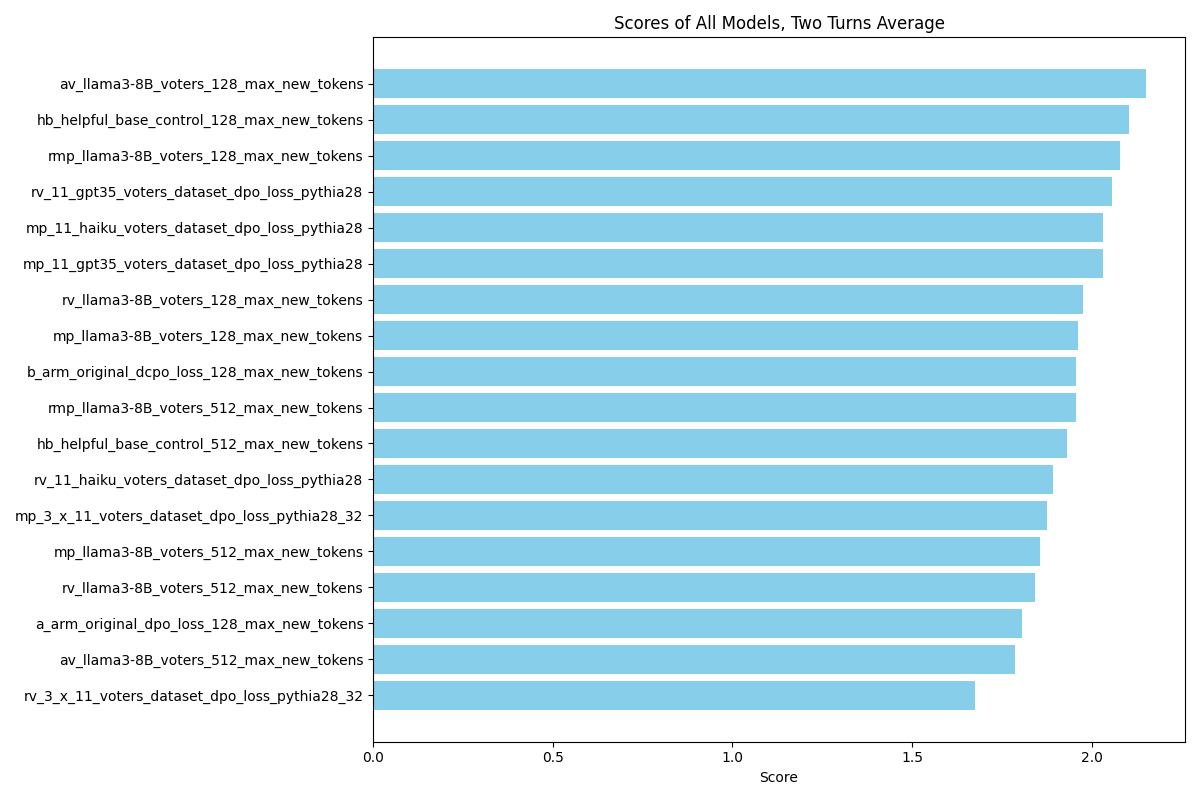 Scores of All Models, Two Turns Average
av_llama3-8B_voters_128_max_new_tokens
hb_helpful_base_control_128_max_new_tokens
rmp_llama3-8B_voters_128_max_new_tokens
rv_11_gpt35_voters_dataset_dpo_loss_pythia28
mp_11_haiku_voters_dataset_dpo_loss_pythia28
mp_11_gpt35_voters_dataset_dpo_loss_pythia28
rv_llama3-8B_voters_128_max_new_tokens
mp_llama3-8B_voters_128_max_new_tokens
b_arm_original_dcpo_loss_128_max_new_tokens
rmp_llama3-8B_voters_512_max_new_tokens
hb_helpful_base_control_512_max_new_tokens
rv_11_haiku_voters_dataset_dpo_loss_pythia28
mp_3_x_11_voters_dataset_dpo_loss_pythia28_32
mp_llama3-8B_voters_512_max_new_tokens
rv_llama3-8B_voters_512_max_new_tokens
a_arm_original_dpo_loss_128_max_new_tokens
av_llama3-8B_voters_512_max_new_tokens
rv_3_x_11_voters_dataset_dpo_loss_pythia28_32
0.0 0.5 1.0 1.5 2.0
Score